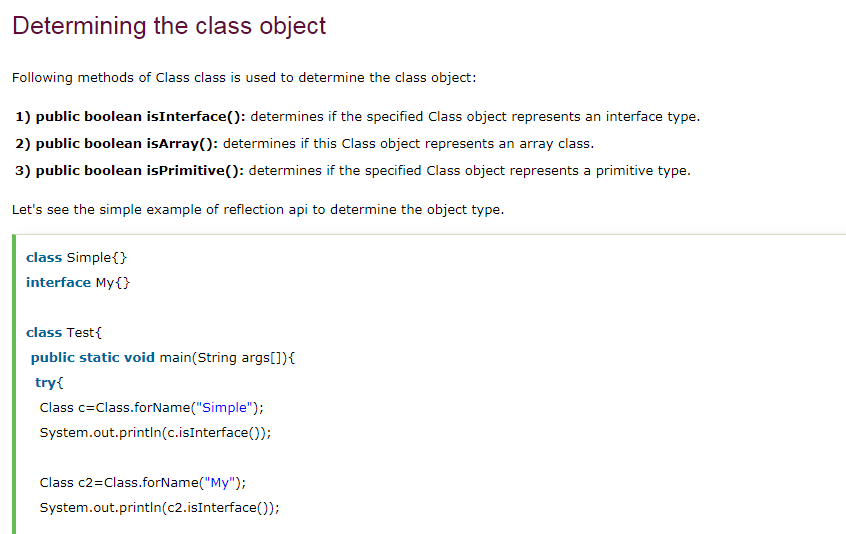 Determining the class object
Following methods of Class class is used to determine the class object:
1) public boolean isInterface(): determines if the specified Class object represents an interface type.
2) public boolean isArray(): determines if this Class object represents an array class.
3) public boolean isPrimitive(): determines if the specified Class object represents a primitive type.
Let's see the simple example of reflection api to determine the object type.
class Simple{}
interface My{}
class Test{
public static void main(String args[]){
try{
Class c=Class.forName("Simple");
System.out.println(c.isInterface());
Class c2=Class.forName("My");
System.out.println(c2.isInterface());